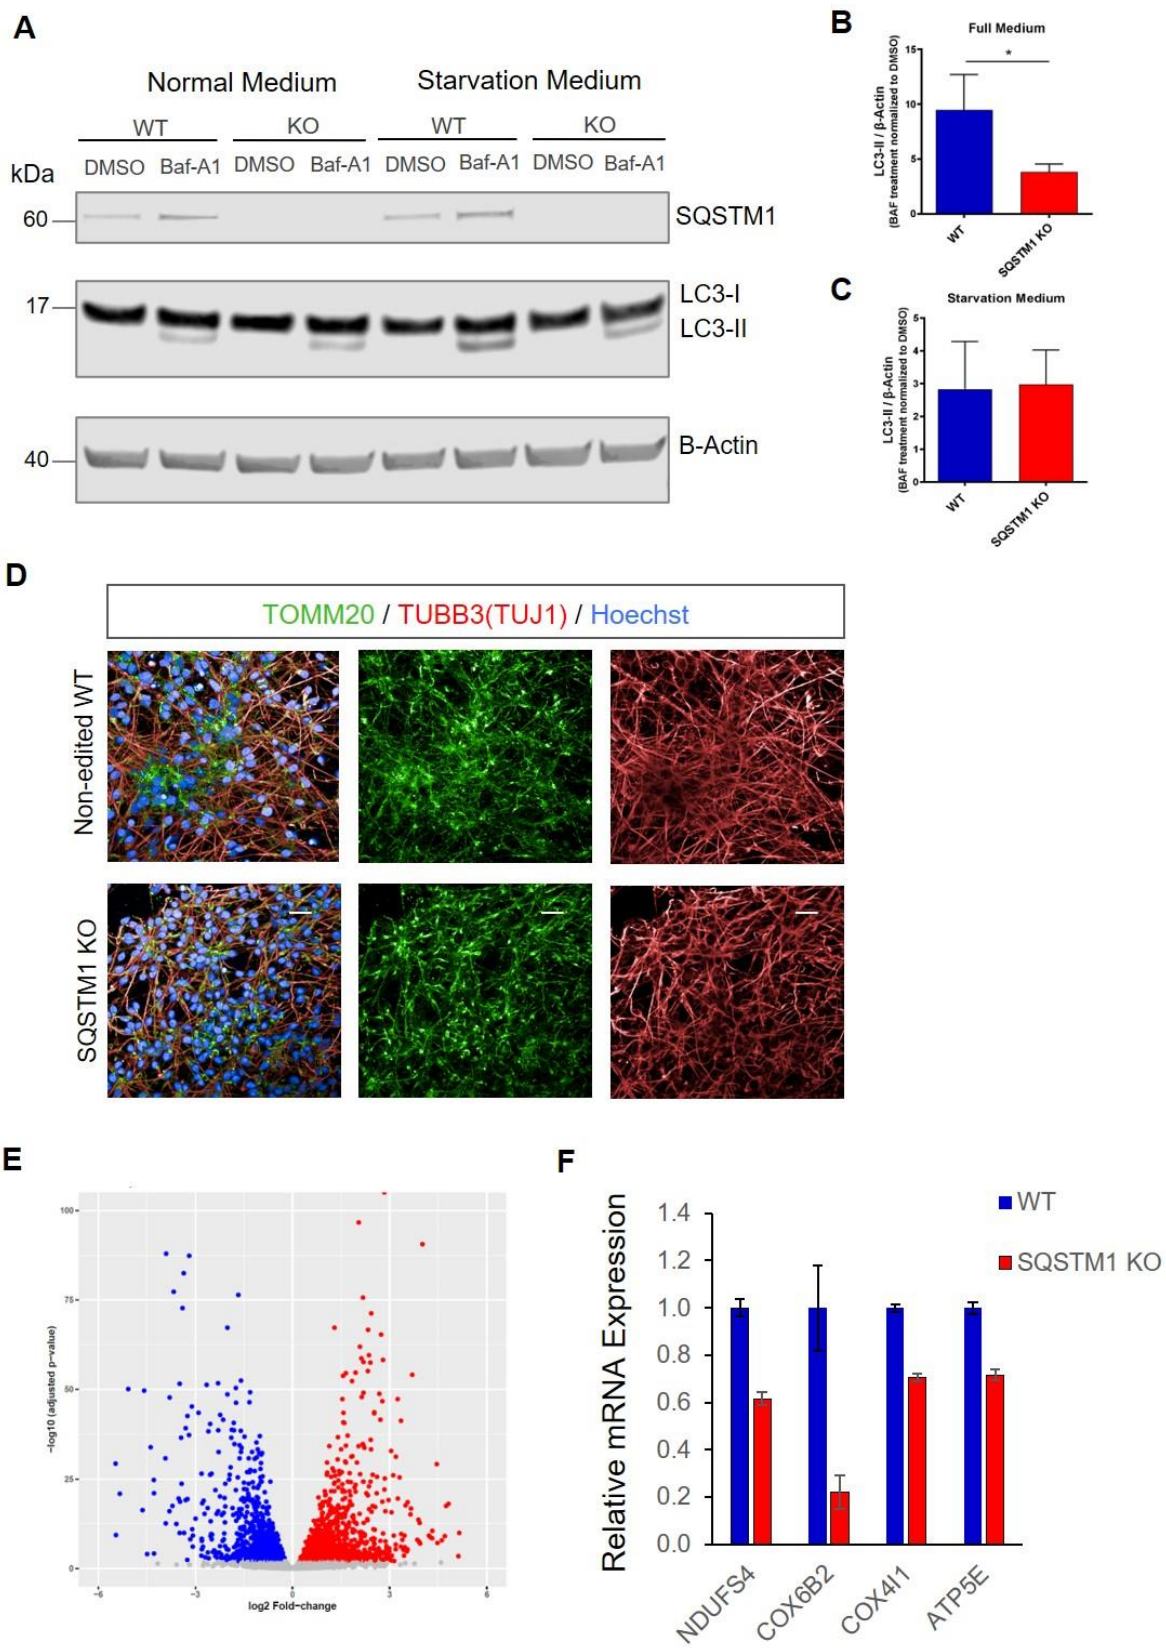 A
Normal Medium
Starvation Medium
WT
KO
WT
KO
kDa
DMSO
Baf-A1
DMSO
Baf-A1
DMSO
Baf-A1
DMSO
Baf-A1
60
SQSTM1
17
LC3-I
LC3-II
40
B-Actin
B
Full Medium
*
LC3-II / β-Actin
(BAF treatment normalized to DMSO)
15
10
5
0
WT
SQSTM1 KO
C
Starvation Medium
LC3-II / β-Actin
(BAF treatment normalized to DMSO)
5
4
3
2
1
0
WT
SQSTM1 KO
D
TOMM20 / TUBB3(TUJ1) / Hoechst
Non-edited WT
SQSTM1 KO
E
−log10 (adjusted p−value)
100
75
50
25
0
−6
−3
0
3
6
log2 Fold−change
F
Relative mRNA Expression
1.4
1.2
1.0
0.8
0.6
0.4
0.2
0.0
NDUFS4
COX6B2
COX4I1
ATP5E
WT
SQSTM1 KO